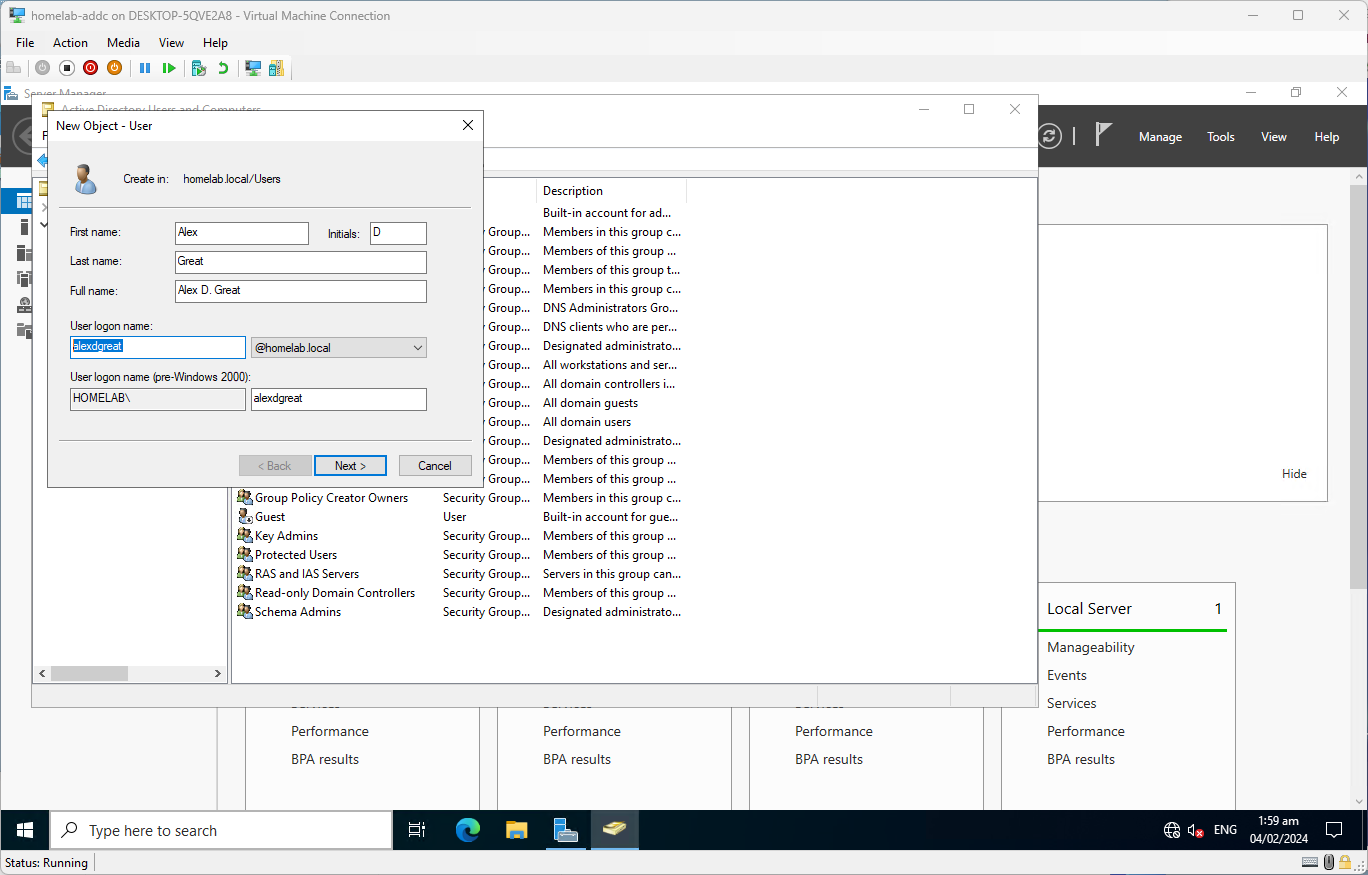 homelab-addc on DESKTOP-5QVE2A8 - Virtual Machine Connection
File Action Media View Help
Server Manager
Active Directory Users and Computers
Manage Tools View Help
New Object - User
Create in: homelab.local/Users
First name: Alex Initials: D
Last name: Great
Full name: Alex D. Great
User logon name:
alexdgreat @homelab.local
User logon name (pre-Windows 2000):
HOMELAB\ alexdgreat
< Back Next > Cancel
Description
Built-in account for ad...
Group... Members in this group c...
Group... Members of this group ...
Group... Members of this group t...
Group... Members in this group c...
Group... DNS Administrators Gro...
Group... DNS clients who are per...
Group... Designated administrato...
Group... All workstations and ser...
Group... All domain controllers i...
Group... All domain guests
Group... All domain users
Group... Designated administrato...
Group... Members of this group ...
Group... Members of this group ...
Group Policy Creator Owners Security Group... Members in this group c...
Guest User Built-in account for gue...
Key Admins Security Group... Members of this group ...
Protected Users Security Group... Members of this group ...
RAS and IAS Servers Security Group... Servers in this group can...
Read-only Domain Controllers Security Group... Members of this group ...
Schema Admins Security Group... Designated administrato...
Hide
Local Server 1
Manageability
Events
Services
Performance Performance Performance Performance
BPA results BPA results BPA results BPA results
Type here to search
ENG
1:59 am
04/02/2024
Status: Running